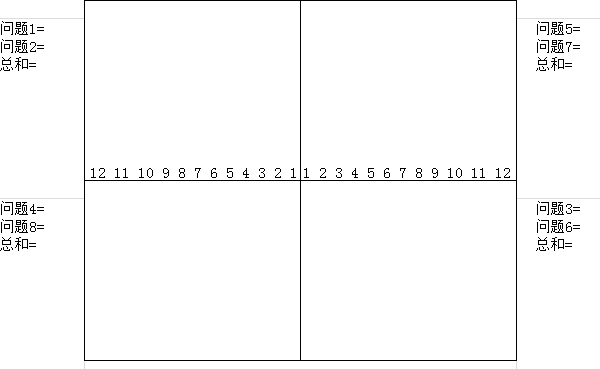 问题1=
问题2=
总和=
问题5=
问题7=
总和=
12 11 10 9 8 7 6 5 4 3 2 1 1 2 3 4 5 6 7 8 9 10 11 12
问题4=
问题8=
总和=
问题3=
问题6=
总和=